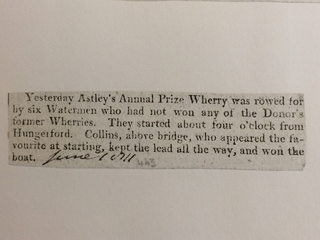 Yesterday Astley's Annual Prize Wherry was rowed for
by six Watermen who had not won any of the Donor's
former Wherries. They started about four o'clock from
Hungerford. Collins, above bridge, who appeared the fa-
vourite at starting, kept the lead all the way, and won the
boat. June 1811